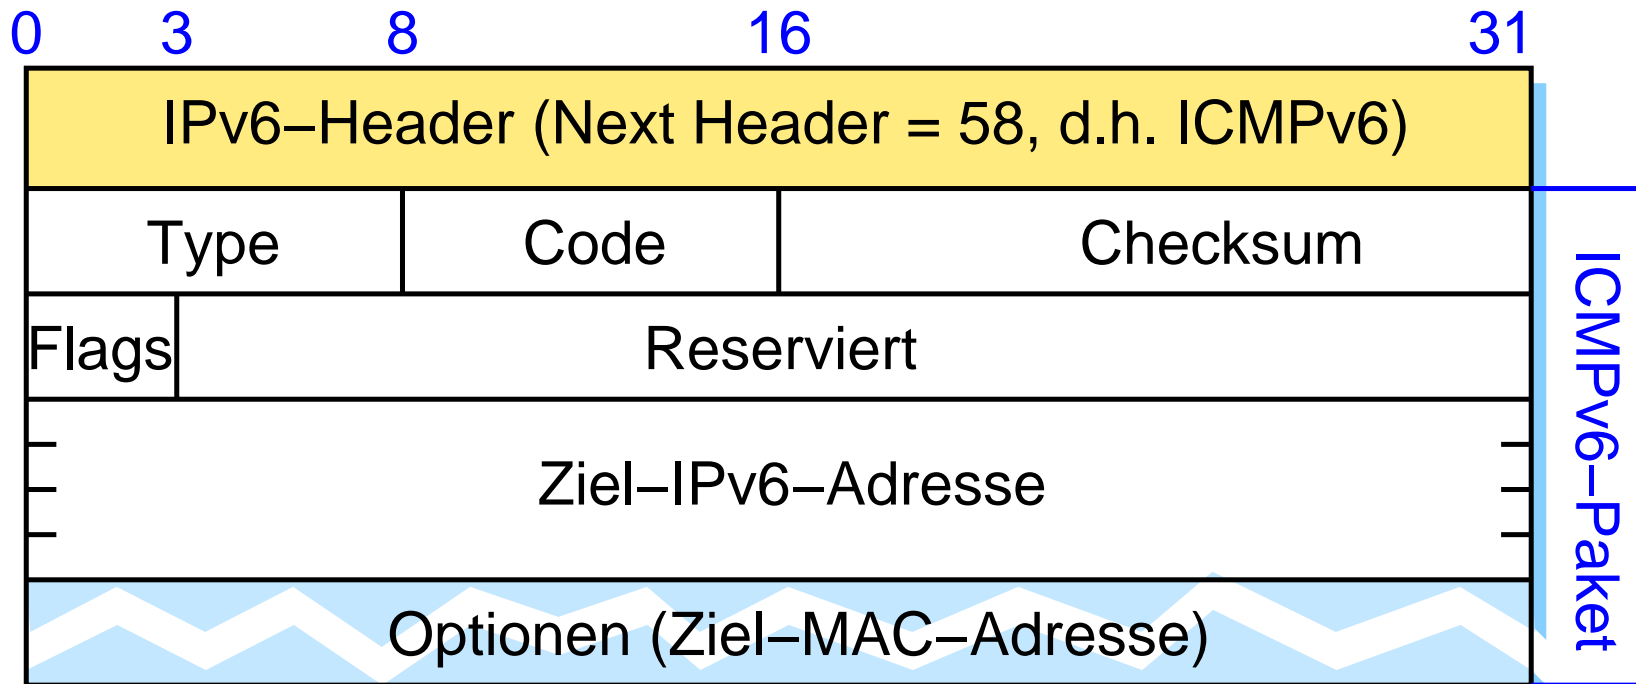 0 3 8 16 31
IPv6–Header (Next Header = 58, d.h. ICMPv6)
Type Code Checksum
Flags Reserviert
Ziel–IPv6–Adresse
Optionen (Ziel–MAC–Adresse)
ICMPv6–Paket